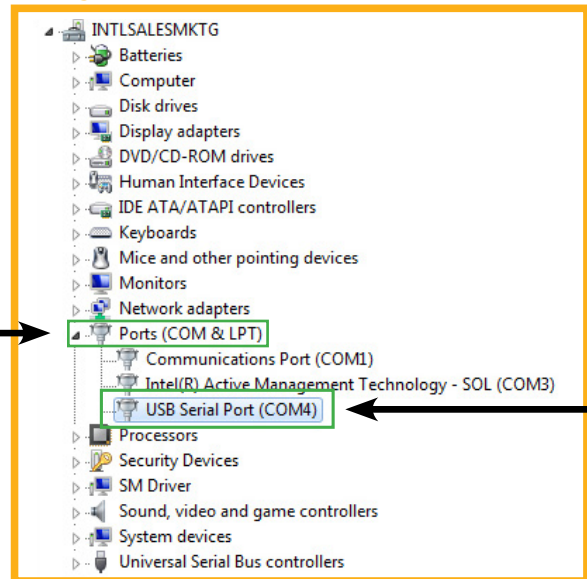 INTLSALESMKTG
Batteries
Computer
Disk drives
Display adapters
DVD/CD-ROM drives
Human Interface Devices
IDE ATA/ATAPI controllers
Keyboards
Mice and other pointing devices
Monitors
Network adapters
Ports (COM & LPT)
Communications Port (COM1)
Intel(R) Active Management Technology - SOL (COM3)
USB Serial Port (COM4)
Processors
Security Devices
SM Driver
Sound, video and game controllers
System devices
Universal Serial Bus controllers